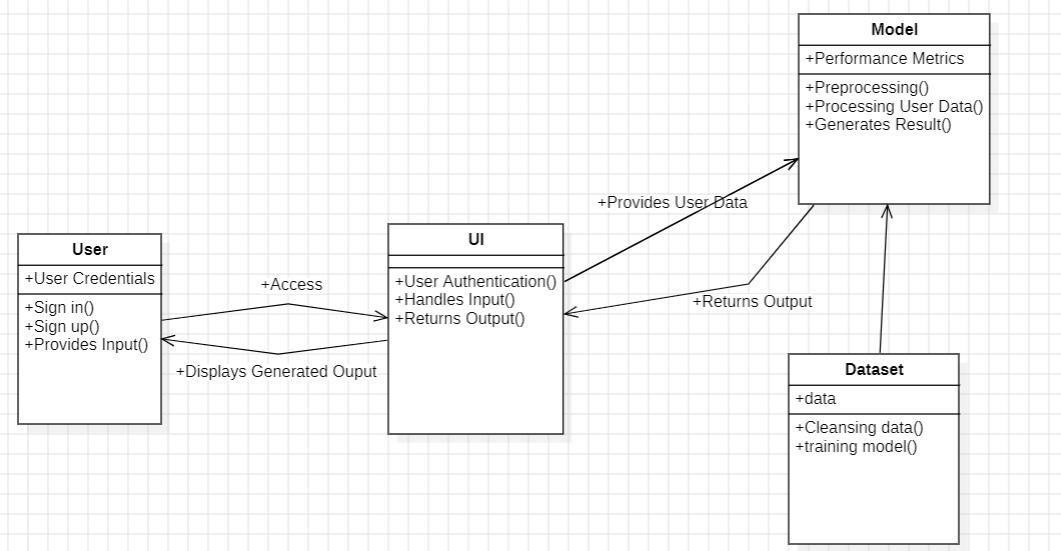 User
+User Credentials
+Sign in()
+Sign up()
+Provides Input()
+Access
+Displays Generated Ouput
UI
+User Authentication()
+Handles Input()
+Returns Output()
+Provides User Data
+Returns Output
Model
+Performance Metrics
+Preprocessing()
+Processing User Data()
+Generates Result()
Dataset
+data
+Cleansing data()
+training model()